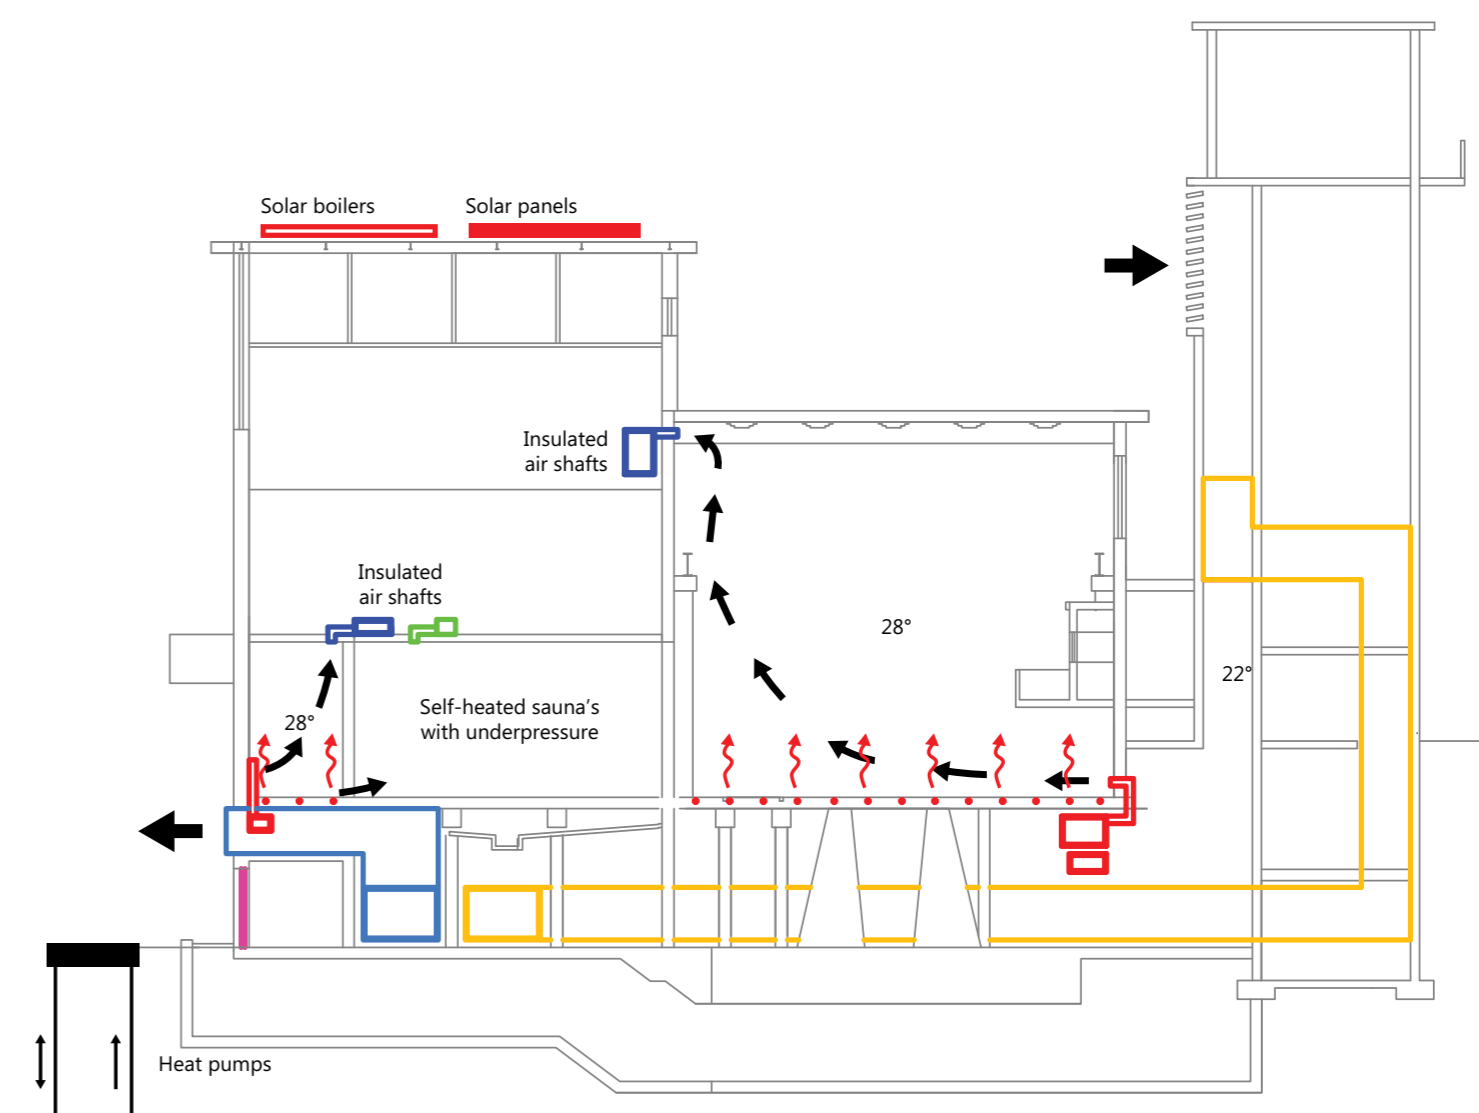 Solar boilers
Solar panels
Insulated
air shafts
Insulated
air shafts
28°
22°
Self-heated sauna's
with underpressure
28°
Heat pumps